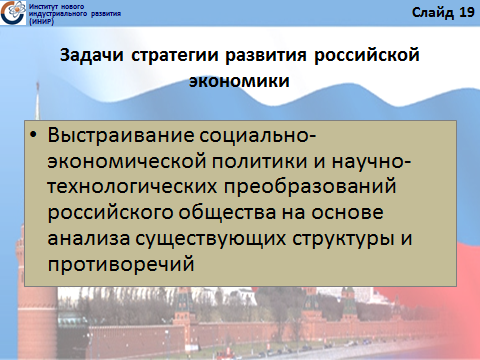 Институт нового
индустриального развития
(ИНИР)
Слайд 19
Задачи стратегии развития российской
экономики
• Выстраивание социально-
экономической политики и научно-
технологических преобразований
российского общества на основе
анализа существующих структуры и
противоречий